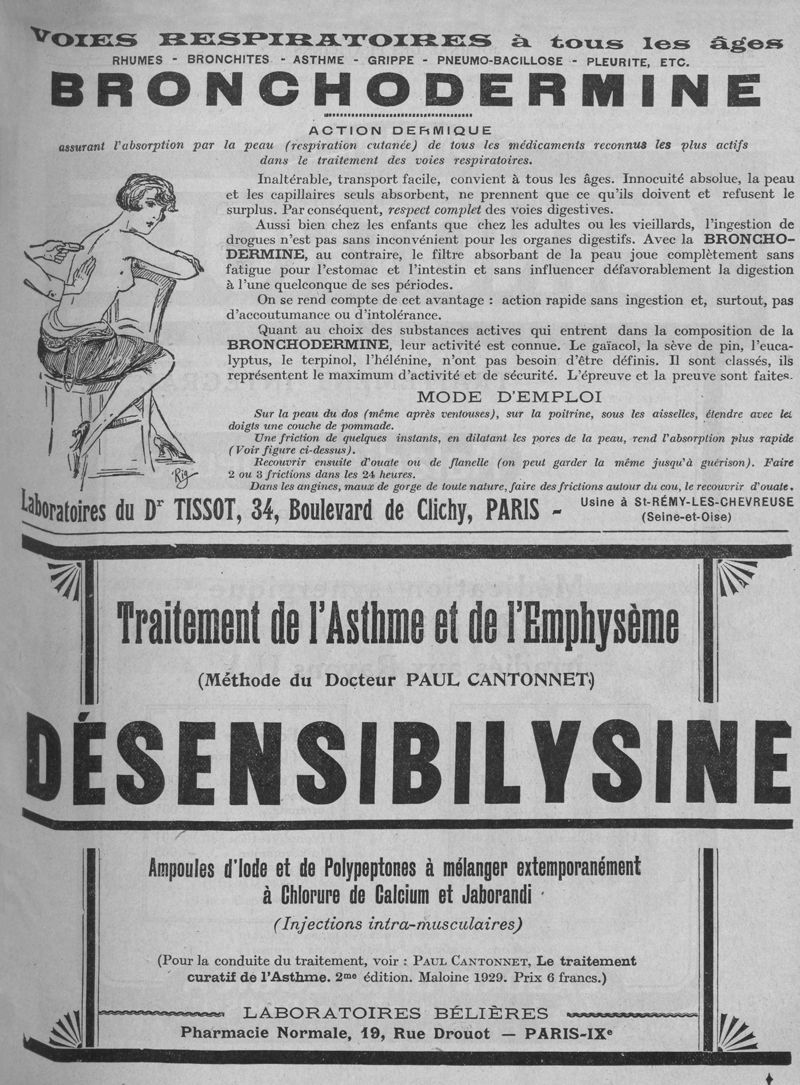 VOIES RESPIRATOIRES à tous les âges
RHUMES - BRONCHITES - ASTHME - GRIPPE - PNEUMO-BACILLOSE - PLEURITE, ETC.
BRONCHODERMINE
ACTION DERMIQUE
assurant l'absorption par la peau (respiration cutanée) de tous les médicaments reconnus les plus actifs
dans le traitement des voies respiratoires.
Inaltérable, transport facile, convient à tous les âges. Innocuité absolue, la peau
et les capillaires seuls absorbent, ne prennent que ce qu'ils doivent et refusent le
surplus. Par conséquent, respect complet des voies digestives.
Aussi bien chez les enfants que chez les adultes ou les vieillards, l'ingestion de
drogues n'est pas sans inconvénient pour les organes digestifs. Avec la BRONCHO-
DERMINE, au contraire, le filtre absorbant de la peau joue complètement sans
fatigue pour l'estomac et l'intestin et sans influencer défavorablement la digestion
à l'une quelconque de ses périodes.
On se rend compte de cet avantage : action rapide sans ingestion et, surtout, pas
d'accoutumance ou d'intolérance.
Quant au choix des substances actives qui entrent dans la composition de la
BRONCHODERMINE, leur activité est connue. Le gaïacol, la sève de pin, l'euca-
lyptus, le terpinol, l'hélénine, n'ont pas besoin d'être définis. Il sont classés, ils
représentent le maximum d'activité et de sécurité. L'épreuve et la preuve sont faites.
MODE D'EMPLOI
Sur la peau du dos (même après ventouses), sur la poitrine, sous les aisselles, étendre avec les
doigts une couche de pommade.
Une friction de quelques instants, en dilatant les pores de la peau, rend l'absorption plus rapide
(Voir figure ci-dessus).
Recouvrir ensuite d'ouate ou de flanelle (on peut garder la même jusqu'à guérison). Faire
2 ou 3 frictions dans les 24 heures.
Dans les angines, maux de gorge de toute nature, faire des frictions autour du cou, le recouvrir d'ouate.
Rig
Laboratoires du Dr TISSOT, 34, Boulevard de Clichy, PARIS - Usine à St-RÉMY-LES-CHEVREUSE
(Seine-et-Oise)
Traitement de l'Asthme et de l'Emphysème
(Méthode du Docteur PAUL CANTONNET)
DÉSENSIBILYSINE
Ampoules d'Iode et de Polypeptones à mélanger extemporanément
à Chlorure de Calcium et Jaborandi
(Injections intra-musculaires)
(Pour la conduite du traitement, voir : PAUL CANTONNET, Le traitement
curatif de l'Asthme. 2me édition. Maloine 1929. Prix 6 francs.)
LABORATOIRES BÉLIÈRES
Pharmacie Normale, 19, Rue Drouot — PARIS-IXe